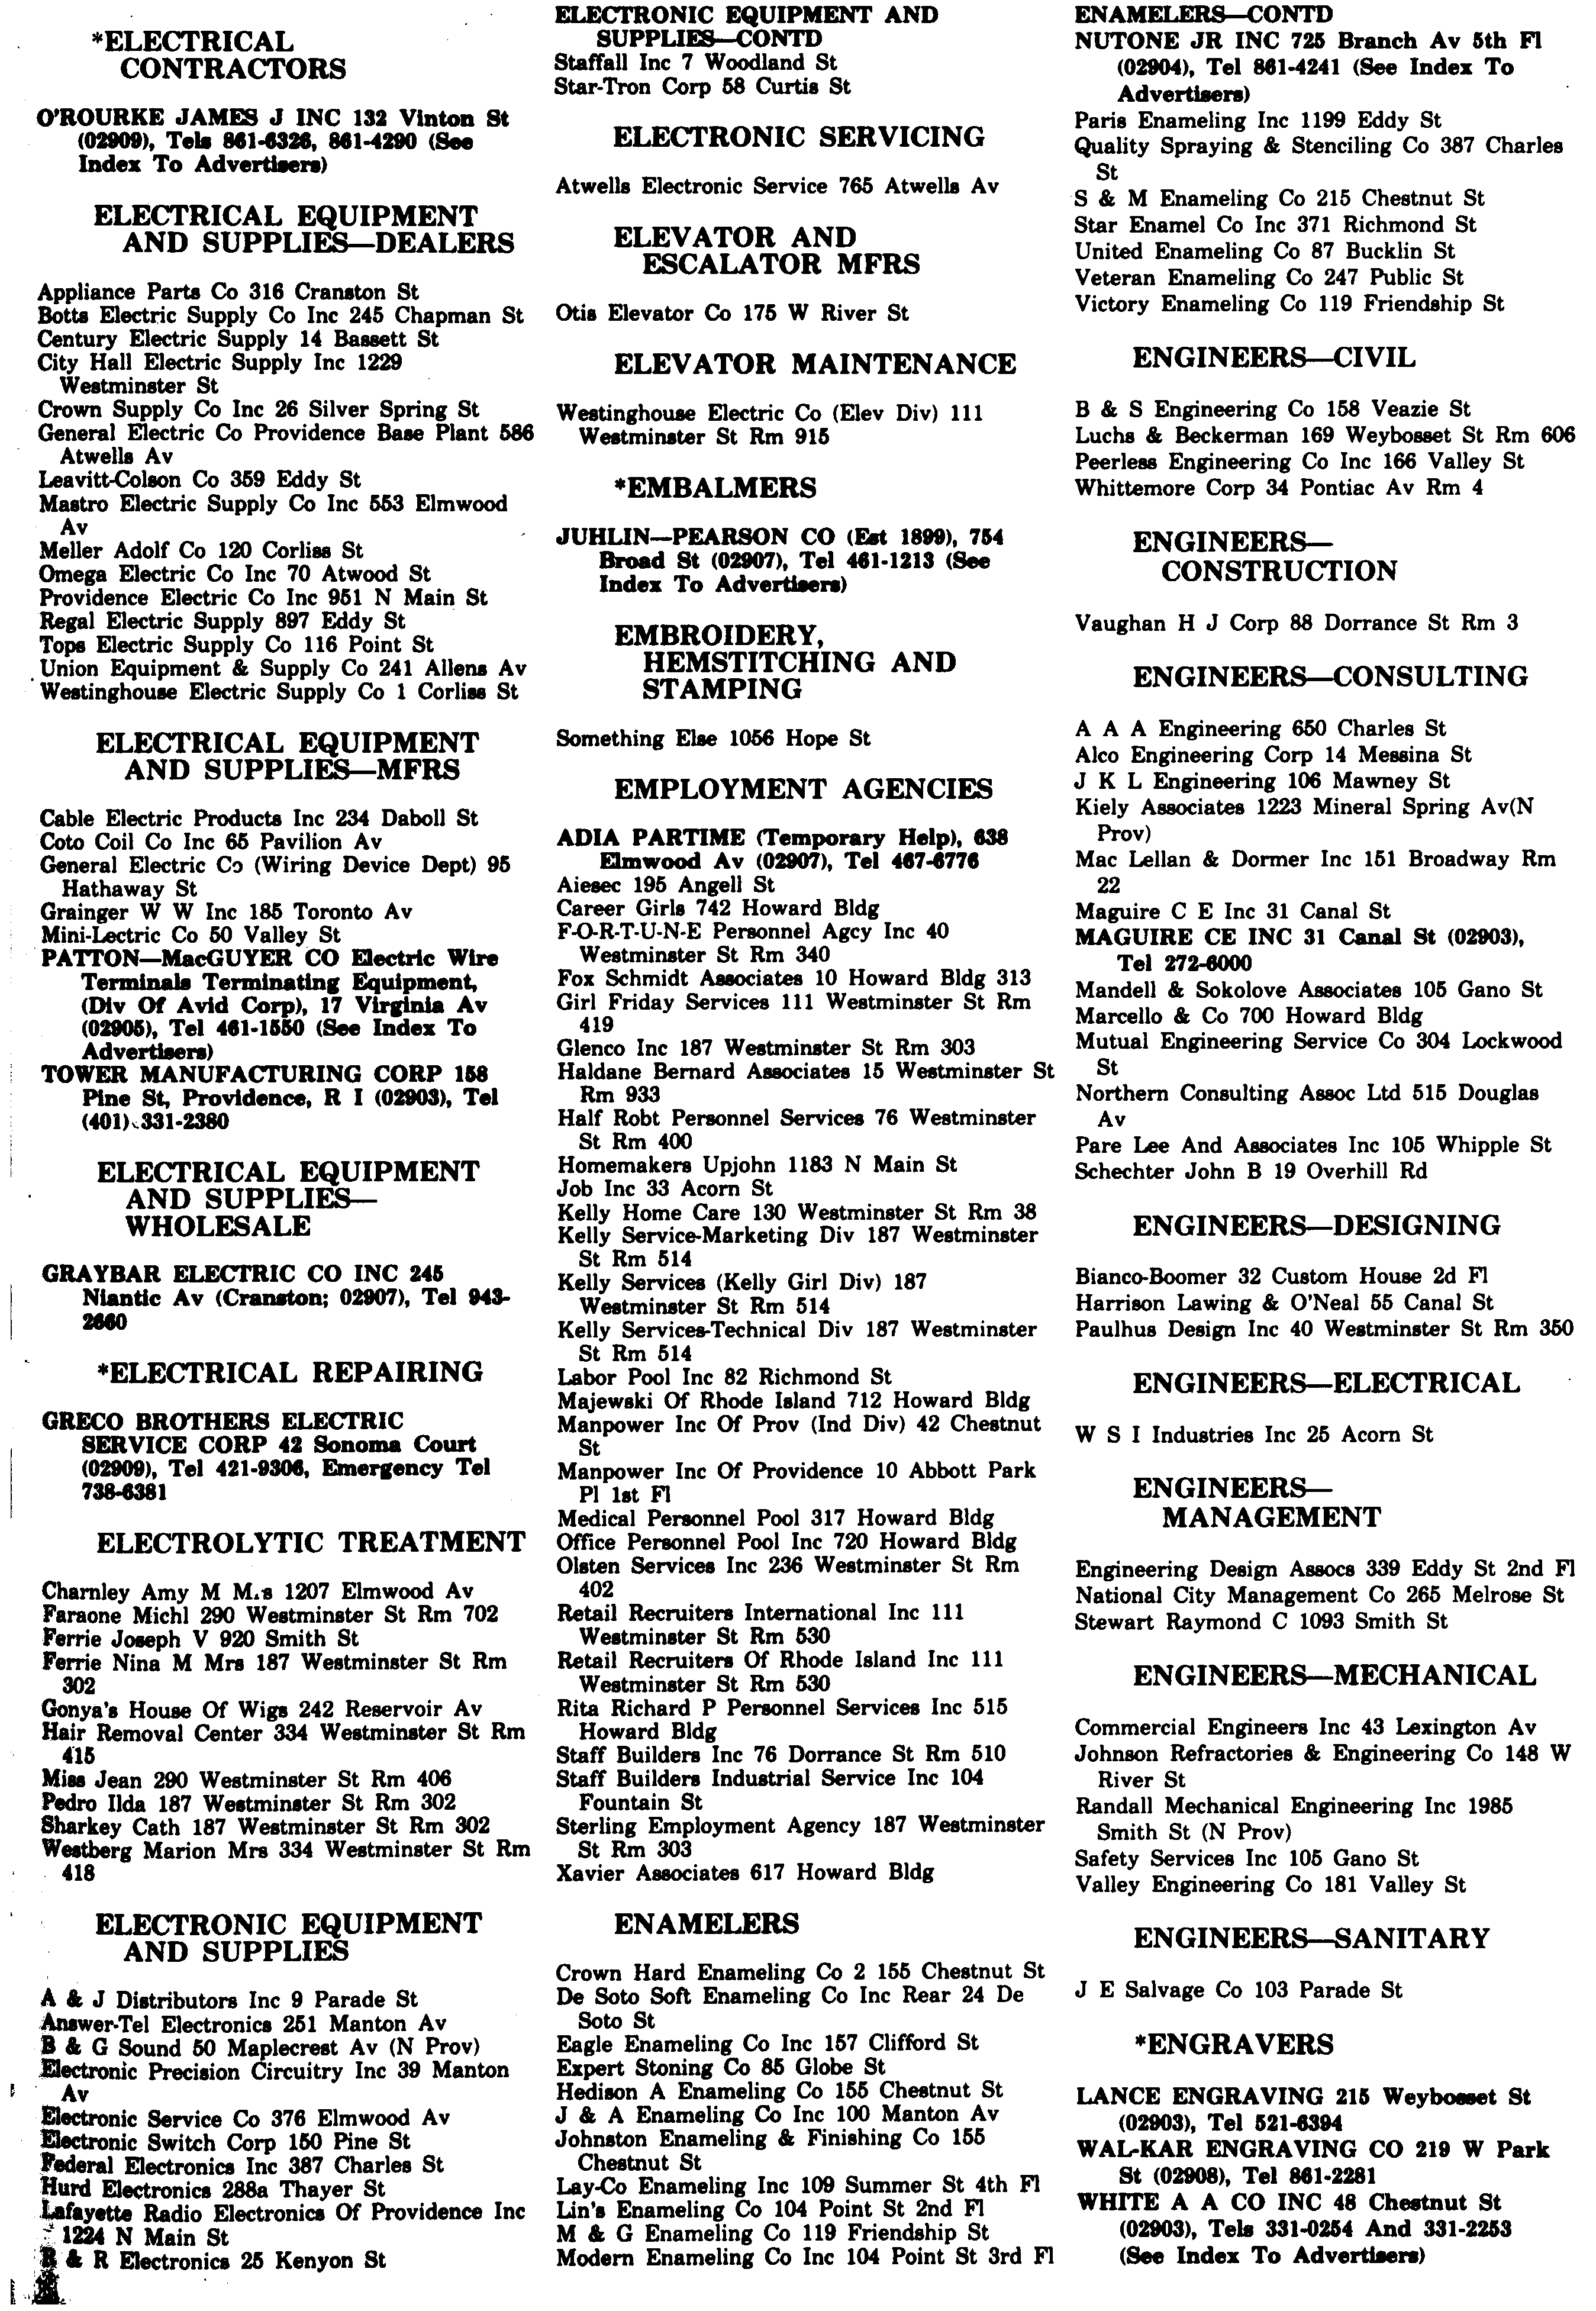 *ELECTRICAL
CONTRACTORS
O'ROURKE JAMES J INC 132 Vinton St
(02909), Tels 861-6326, 861-4290 (See
Index To Advertisers)
ELECTRICAL EQUIPMENT
AND SUPPLIES—DEALERS
Appliance Parts Co 316 Cranston St
Botts Electric Supply Co Inc 245 Chapman St
Century Electric Supply 14 Bassett St
City Hall Electric Supply Inc 1229
Westminster St
Crown Supply Co Inc 26 Silver Spring St
General Electric Co Providence Base Plant 586
Atwells Av
Leavitt-Colson Co 359 Eddy St
Mastro Electric Supply Co Inc 553 Elmwood
Av
Meller Adolf Co 120 Corliss St
Omega Electric Co Inc 70 Atwood St
Providence Electric Co Inc 951 N Main St
Regal Electric Supply 897 Eddy St
Tops Electric Supply Co 116 Point St
Union Equipment & Supply Co 241 Allens Av
Westinghouse Electric Supply Co 1 Corliss St
ELECTRICAL EQUIPMENT
AND SUPPLIES—MFRS
Cable Electric Products Inc 234 Daboll St
Coto Coil Co Inc 65 Pavilion Av
General Electric Co (Wiring Device Dept) 95
Hathaway St
Grainger W W Inc 185 Toronto Av
Mini-Lectric Co 50 Valley St
PATTON—MacGUYER CO Electric Wire
Terminals Terminating Equipment,
(Div Of Avid Corp), 17 Virginia Av
(02905), Tel 461-1550 (See Index To
Advertisers)
TOWER MANUFACTURING CORP 158
Pine St, Providence, R I (02903), Tel
(401) 331-2380
ELECTRICAL EQUIPMENT
AND SUPPLIES—
WHOLESALE
GRAYBAR ELECTRIC CO INC 245
Niantic Av (Cranston; 02907), Tel 943-
2660
*ELECTRICAL REPAIRING
GRECO BROTHERS ELECTRIC
SERVICE CORP 42 Sonoma Court
(02909), Tel 421-9306, Emergency Tel
738-6381
ELECTROLYTIC TREATMENT
Charnley Amy M M.s 1207 Elmwood Av
Faraone Michl 290 Westminster St Rm 702
Ferrie Joseph V 920 Smith St
Ferrie Nina M Mrs 187 Westminster St Rm
302
Gonya's House Of Wigs 242 Reservoir Av
Hair Removal Center 334 Westminster St Rm
415
Miss Jean 290 Westminster St Rm 406
Pedro Ilda 187 Westminster St Rm 302
Sharkey Cath 187 Westminster St Rm 302
Westberg Marion Mrs 334 Westminster St Rm
418
ELECTRONIC EQUIPMENT
AND SUPPLIES
A & J Distributors Inc 9 Parade St
Answer-Tel Electronics 251 Manton Av
B & G Sound 50 Maplecrest Av (N Prov)
Electronic Precision Circuitry Inc 39 Manton
Av
Electronic Service Co 376 Elmwood Av
Electronic Switch Corp 150 Pine St
Federal Electronics Inc 387 Charles St
Hurd Electronics 288a Thayer St
Lafayette Radio Electronics Of Providence Inc
1224 N Main St
R & R Electronics 25 Kenyon St
ELECTRONIC EQUIPMENT AND
SUPPLIES—CONTD
Staffall Inc 7 Woodland St
Star-Tron Corp 58 Curtis St
ELECTRONIC SERVICING
Atwells Electronic Service 765 Atwells Av
ELEVATOR AND
ESCALATOR MFRS
Otis Elevator Co 175 W River St
ELEVATOR MAINTENANCE
Westinghouse Electric Co (Elev Div) 111
Westminster St Rm 915
*EMBALMERS
JUHLIN—PEARSON CO (Est 1899), 754
Broad St (02907), Tel 461-1213 (See
Index To Advertisers)
EMBROIDERY,
HEMSTITCHING AND
STAMPING
Something Else 1056 Hope St
EMPLOYMENT AGENCIES
ADIA PARTIME (Temporary Help), 638
Elmwood Av (02907), Tel 467-6776
Aiesec 195 Angell St
Career Girls 742 Howard Bldg
F-O-R-T-U-N-E Personnel Agcy Inc 40
Westminster St Rm 340
Fox Schmidt Associates 10 Howard Bldg 313
Girl Friday Services 111 Westminster St Rm
419
Glenco Inc 187 Westminster St Rm 303
Haldane Bernard Associates 15 Westminster St
Rm 933
Half Robt Personnel Services 76 Westminster
St Rm 400
Homemakers Upjohn 1183 N Main St
Job Inc 33 Acorn St
Kelly Home Care 130 Westminster St Rm 38
Kelly Service-Marketing Div 187 Westminster
St Rm 514
Kelly Services (Kelly Girl Div) 187
Westminster St Rm 514
Kelly Services-Technical Div 187 Westminster
St Rm 514
Labor Pool Inc 82 Richmond St
Majewski Of Rhode Island 712 Howard Bldg
Manpower Inc Of Prov (Ind Div) 42 Chestnut
St
Manpower Inc Of Providence 10 Abbott Park
Pl 1st Fl
Medical Personnel Pool 317 Howard Bldg
Office Personnel Pool Inc 720 Howard Bldg
Olsten Services Inc 236 Westminster St Rm
402
Retail Recruiters International Inc 111
Westminster St Rm 530
Retail Recruiters Of Rhode Island Inc 111
Westminster St Rm 530
Rita Richard P Personnel Services Inc 515
Howard Bldg
Staff Builders Inc 76 Dorrance St Rm 510
Staff Builders Industrial Service Inc 104
Fountain St
Sterling Employment Agency 187 Westminster
St Rm 303
Xavier Associates 617 Howard Bldg
ENAMELERS
Crown Hard Enameling Co 2 155 Chestnut St
De Soto Soft Enameling Co Inc Rear 24 De
Soto St
Eagle Enameling Co Inc 157 Clifford St
Expert Stoning Co 85 Globe St
Hedison A Enameling Co 155 Chestnut St
J & A Enameling Co Inc 100 Manton Av
Johnston Enameling & Finishing Co 155
Chestnut St
Lay-Co Enameling Inc 109 Summer St 4th Fl
Lin's Enameling Co 104 Point St 2nd Fl
M & G Enameling Co 119 Friendship St
Modern Enameling Co Inc 104 Point St 3rd Fl
ENAMELERS—CONTD
NUTONE JR INC 725 Branch Av 5th Fl
(02904), Tel 861-4241 (See Index To
Advertisers)
Paris Enameling Inc 1199 Eddy St
Quality Spraying & Stenciling Co 387 Charles
St
S & M Enameling Co 215 Chestnut St
Star Enamel Co Inc 371 Richmond St
United Enameling Co 87 Bucklin St
Veteran Enameling Co 247 Public St
Victory Enameling Co 119 Friendship St
ENGINEERS—CIVIL
B & S Engineering Co 158 Veazie St
Luchs & Beckerman 169 Weybosset St Rm 606
Peerless Engineering Co Inc 166 Valley St
Whittemore Corp 34 Pontiac Av Rm 4
ENGINEERS—
CONSTRUCTION
Vaughan H J Corp 88 Dorrance St Rm 3
ENGINEERS—CONSULTING
A A A Engineering 650 Charles St
Alco Engineering Corp 14 Messina St
J K L Engineering 106 Mawney St
Kiely Associates 1223 Mineral Spring Av(N
Prov)
Mac Lellan & Dormer Inc 151 Broadway Rm
22
Maguire C E Inc 31 Canal St
MAGUIRE CE INC 31 Canal St (02903),
Tel 272-6000
Mandell & Sokolove Associates 105 Gano St
Marcello & Co 700 Howard Bldg
Mutual Engineering Service Co 304 Lockwood
St
Northern Consulting Assoc Ltd 515 Douglas
Av
Pare Lee And Associates Inc 105 Whipple St
Schechter John B 19 Overhill Rd
ENGINEERS—DESIGNING
Bianco-Boomer 32 Custom House 2d Fl
Harrison Lawing & O'Neal 55 Canal St
Paulhus Design Inc 40 Westminster St Rm 350
ENGINEERS—ELECTRICAL
W S I Industries Inc 25 Acorn St
ENGINEERS—
MANAGEMENT
Engineering Design Assocs 339 Eddy St 2nd Fl
National City Management Co 265 Melrose St
Stewart Raymond C 1093 Smith St
ENGINEERS—MECHANICAL
Commercial Engineers Inc 43 Lexington Av
Johnson Refractories & Engineering Co 148 W
River St
Randall Mechanical Engineering Inc 1985
Smith St (N Prov)
Safety Services Inc 105 Gano St
Valley Engineering Co 181 Valley St
ENGINEERS—SANITARY
J E Salvage Co 103 Parade St
*ENGRAVERS
LANCE ENGRAVING 215 Weybosset St
(02903), Tel 521-6394
WAL-KAR ENGRAVING CO 219 W Park
St (02908), Tel 861-2281
WHITE A A CO INC 48 Chestnut St
(02903), Tels 331-0254 And 331-2253
(See Index To Advertisers)